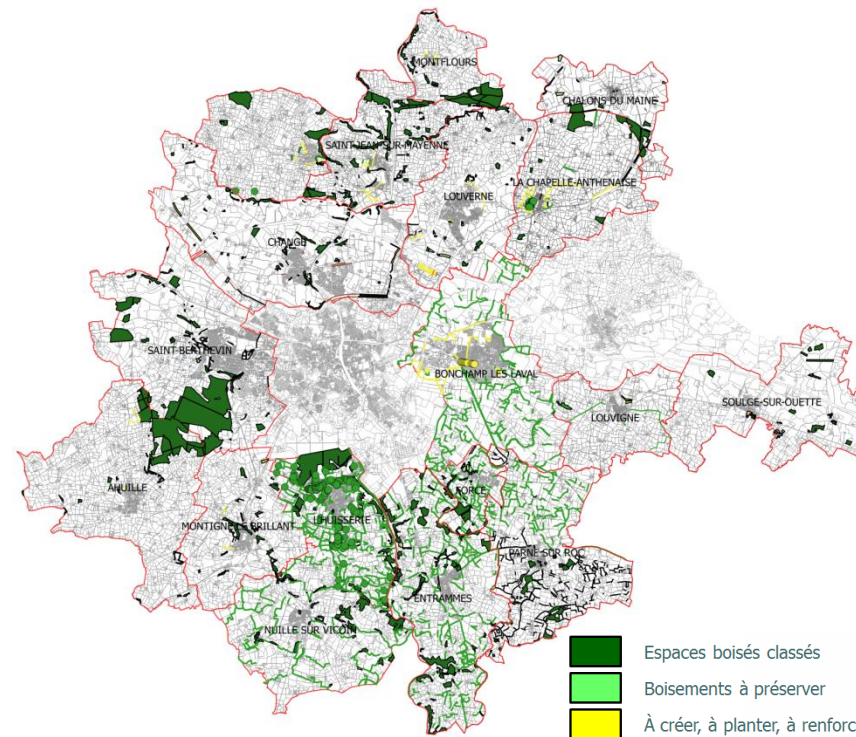 MONTFLOURS
CHALONS DU MAINE
SAINT-JEAN-SUR-MAYENNE
LA CHAPELLE-ANTHENAISE
LOUVERNE
CHANGE
SAINT-BERTHEVIN
BONCHAMP LES LAVAL
SOULGE-SUR-OUETTE
LOUVIGNE
AHUILLE
FORCE
L'HUISSERIE
MONTIGNE LE BRILLANT
PARNE SUR ROC
ENTRAMMES
NUILLE SUR VICOIN
Espaces boisés classés
Boisements à préserver
À créer, à planter, à renforc